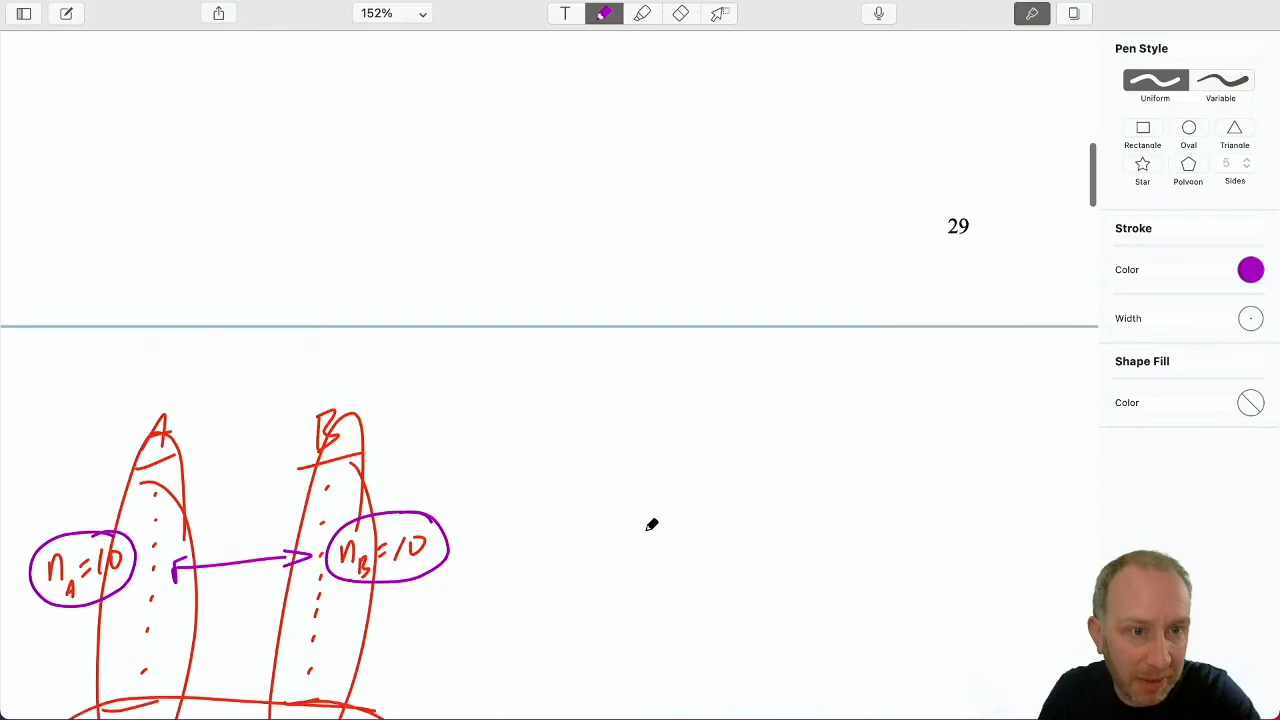 152%
T
Pen Style
Uniform
Variable
Rectangle
Oval
Triangle
5
Star
Polygon
Sides
29
Stroke
Color
Width
Shape Fill
Color
A
B
n_A=10
n_B=10